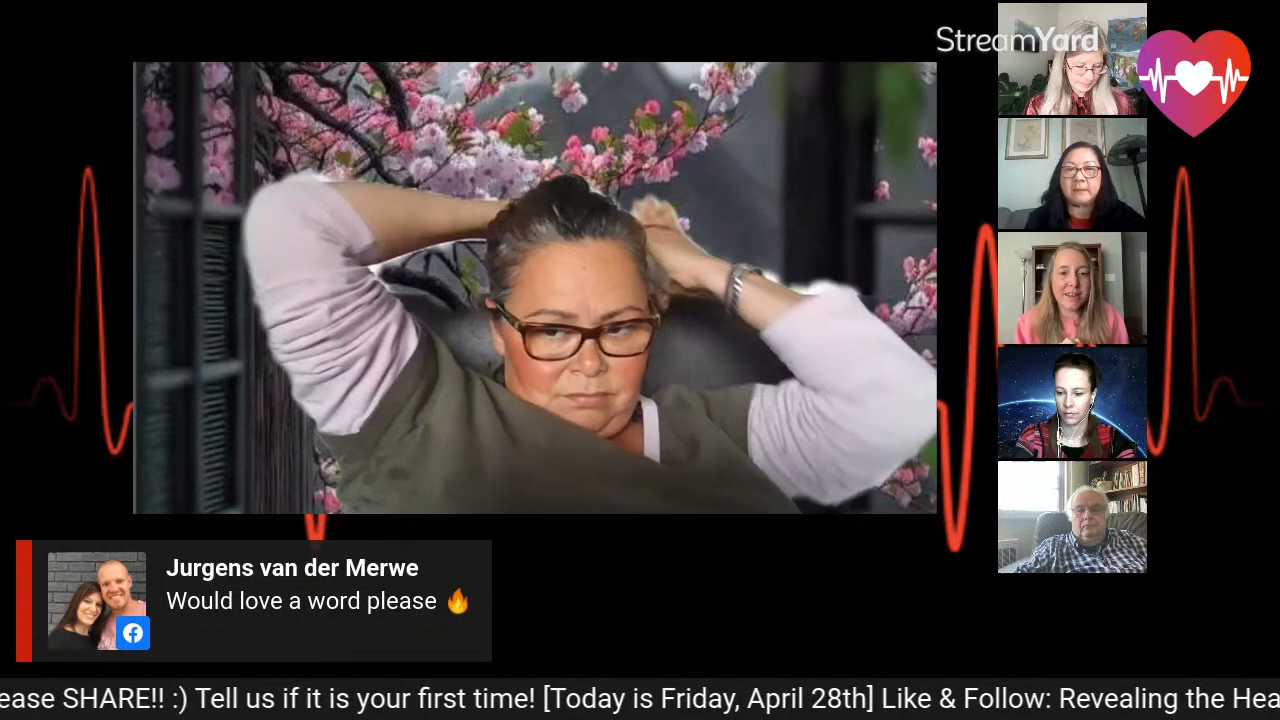 StreamYard
Jurgens van der Merwe
Would love a word please 🔥
ease SHARE!! :) Tell us if it is your first time! [Today is Friday, April 28th] Like & Follow: Revealing the Hea